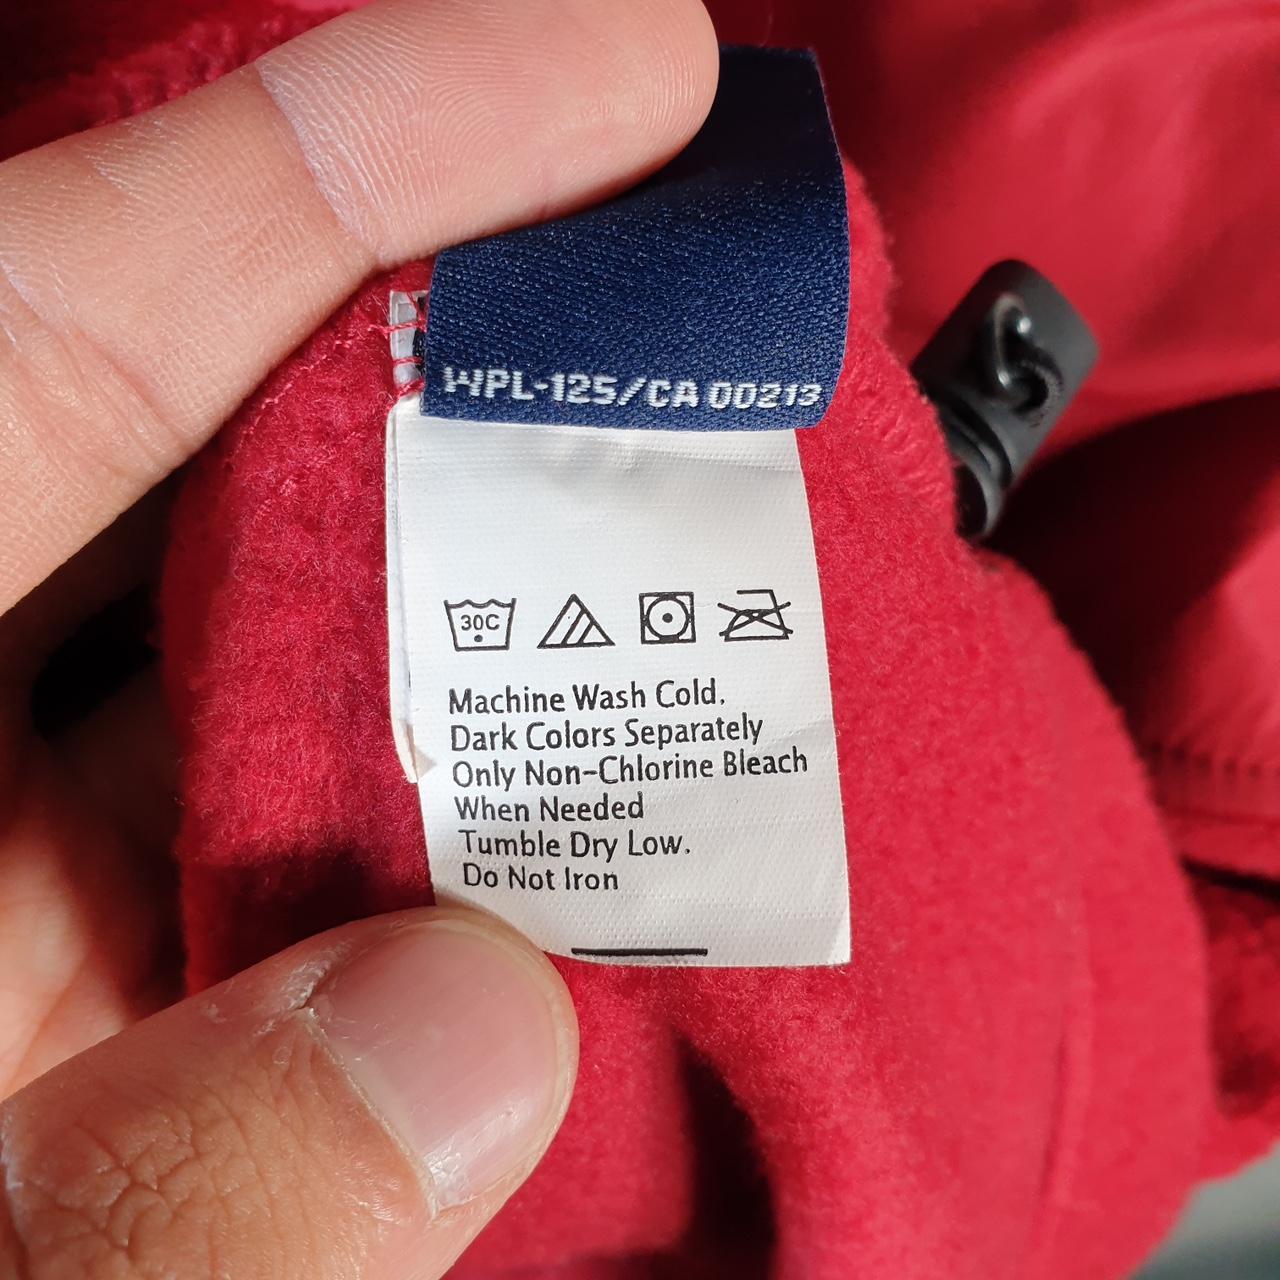 WPL-125/CA 00213
30C
Machine Wash Cold.
Dark Colors Separately
Only Non-Chlorine Bleach
When Needed
Tumble Dry Low.
Do Not Iron